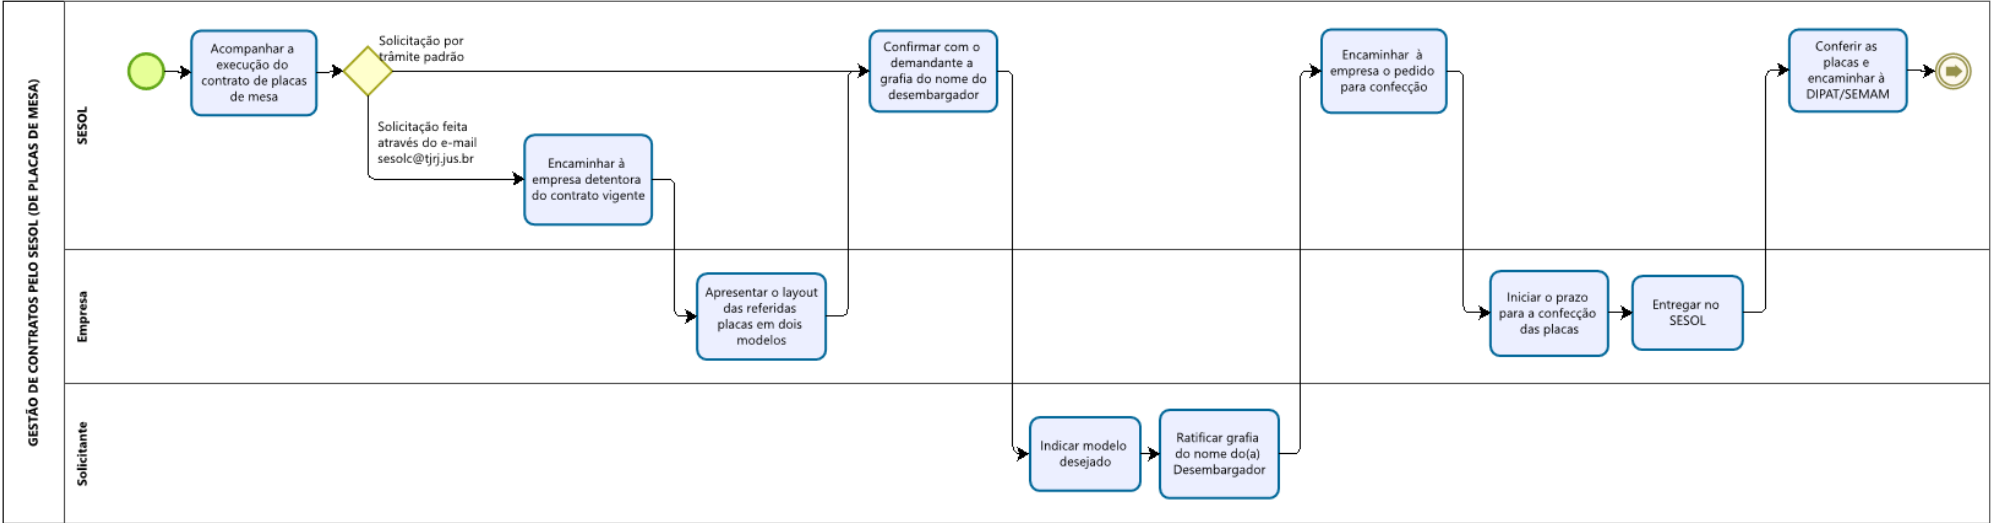 GESTÃO DE CONTRATOS PELO SESOL (DE PLACAS DE MESA)
SESOL
Acompanhar a
execução do
contrato de placas
de mesa
Solicitação por
trâmite padrão
Solicitação feita
através do e-mail
sesolc@tjrj.jus.br
Encaminhar à
empresa detentora
do contrato vigente
Confirmar com o
demandante a
grafia do nome do
desembargador
Encaminhar à
empresa o pedido
para confecção
Conferir as
placas e
encaminhar à
DIPAT/SEMAM
Empresa
Apresentar o layout
das referidas
placas em dois
modelos
Iniciar o prazo
para a confecção
das placas
Entregar no
SESOL
Solicitante
Indicar modelo
desejado
Ratificar grafia
do nome do(a)
Desembargador